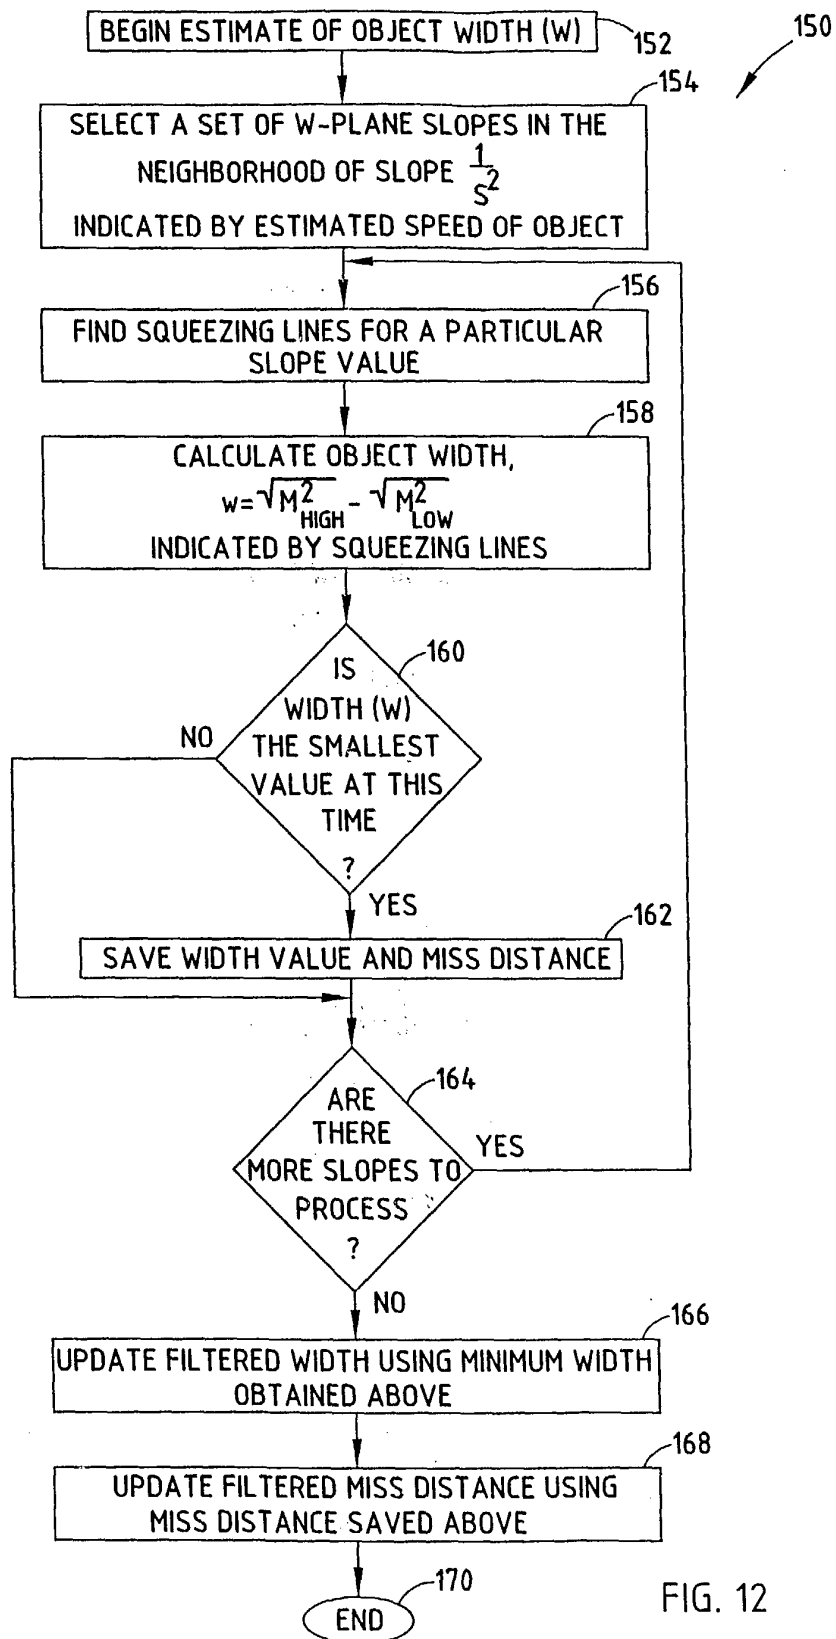 BEGIN ESTIMATE OF OBJECT WIDTH (W)
152
150
154
SELECT A SET OF W-PLANE SLOPES IN THE
NEIGHBORHOOD OF SLOPE 1/S²
INDICATED BY ESTIMATED SPEED OF OBJECT
156
FIND SQUEEZING LINES FOR A PARTICULAR
SLOPE VALUE
158
CALCULATE OBJECT WIDTH,
W=√M²HIGH - √M²LOW
INDICATED BY SQUEEZING LINES
160
IS
WIDTH (W)
THE SMALLEST
VALUE AT THIS
TIME
?
NO
YES
162
SAVE WIDTH VALUE AND MISS DISTANCE
164
ARE
THERE
MORE SLOPES TO
PROCESS
?
YES
NO
166
UPDATE FILTERED WIDTH USING MINIMUM WIDTH
OBTAINED ABOVE
168
UPDATE FILTERED MISS DISTANCE USING
MISS DISTANCE SAVED ABOVE
170
END
FIG. 12